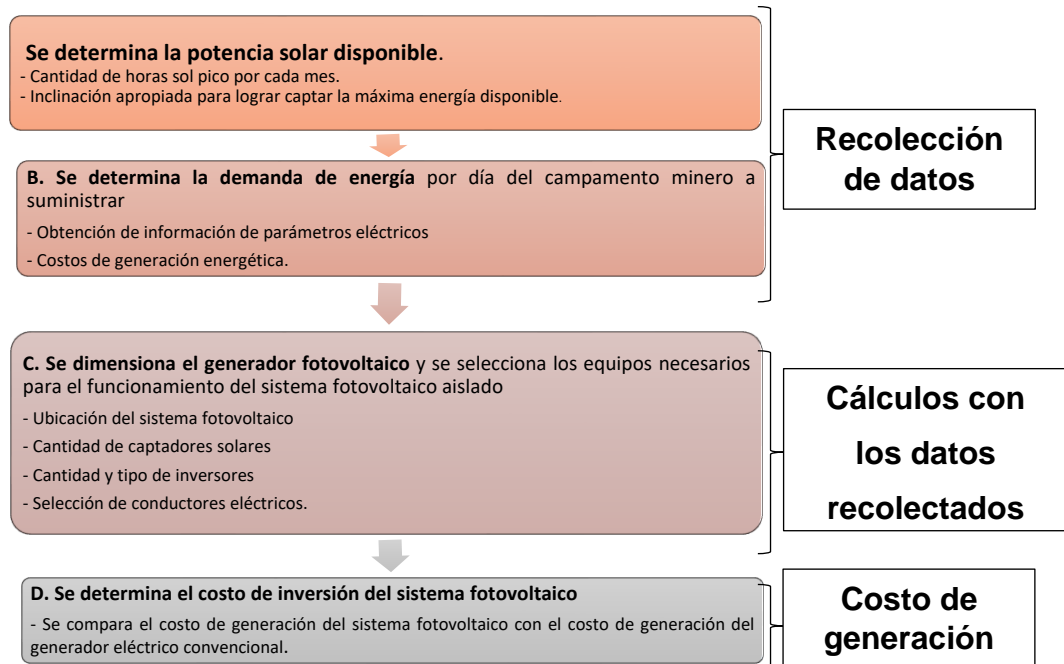 Se determina la potencia solar disponible.
- Cantidad de horas sol pico por cada mes.
- Inclinación apropiada para lograr captar la máxima energía disponible.
Recolección
de datos
B. Se determina la demanda de energía por día del campamento minero a
suministrar
- Obtención de información de parámetros eléctricos
- Costos de generación energética.
C. Se dimensiona el generador fotovoltaico y se selecciona los equipos necesarios
para el funcionamiento del sistema fotovoltaico aislado
- Ubicación del sistema fotovoltaico
- Cantidad de captadores solares
- Cantidad y tipo de inversores
- Selección de conductores eléctricos.
Cálculos con
los datos
recolectados
D. Se determina el costo de inversión del sistema fotovoltaico
- Se compara el costo de generación del sistema fotovoltaico con el costo de generación del
generador eléctrico convencional.
Costo de
generación